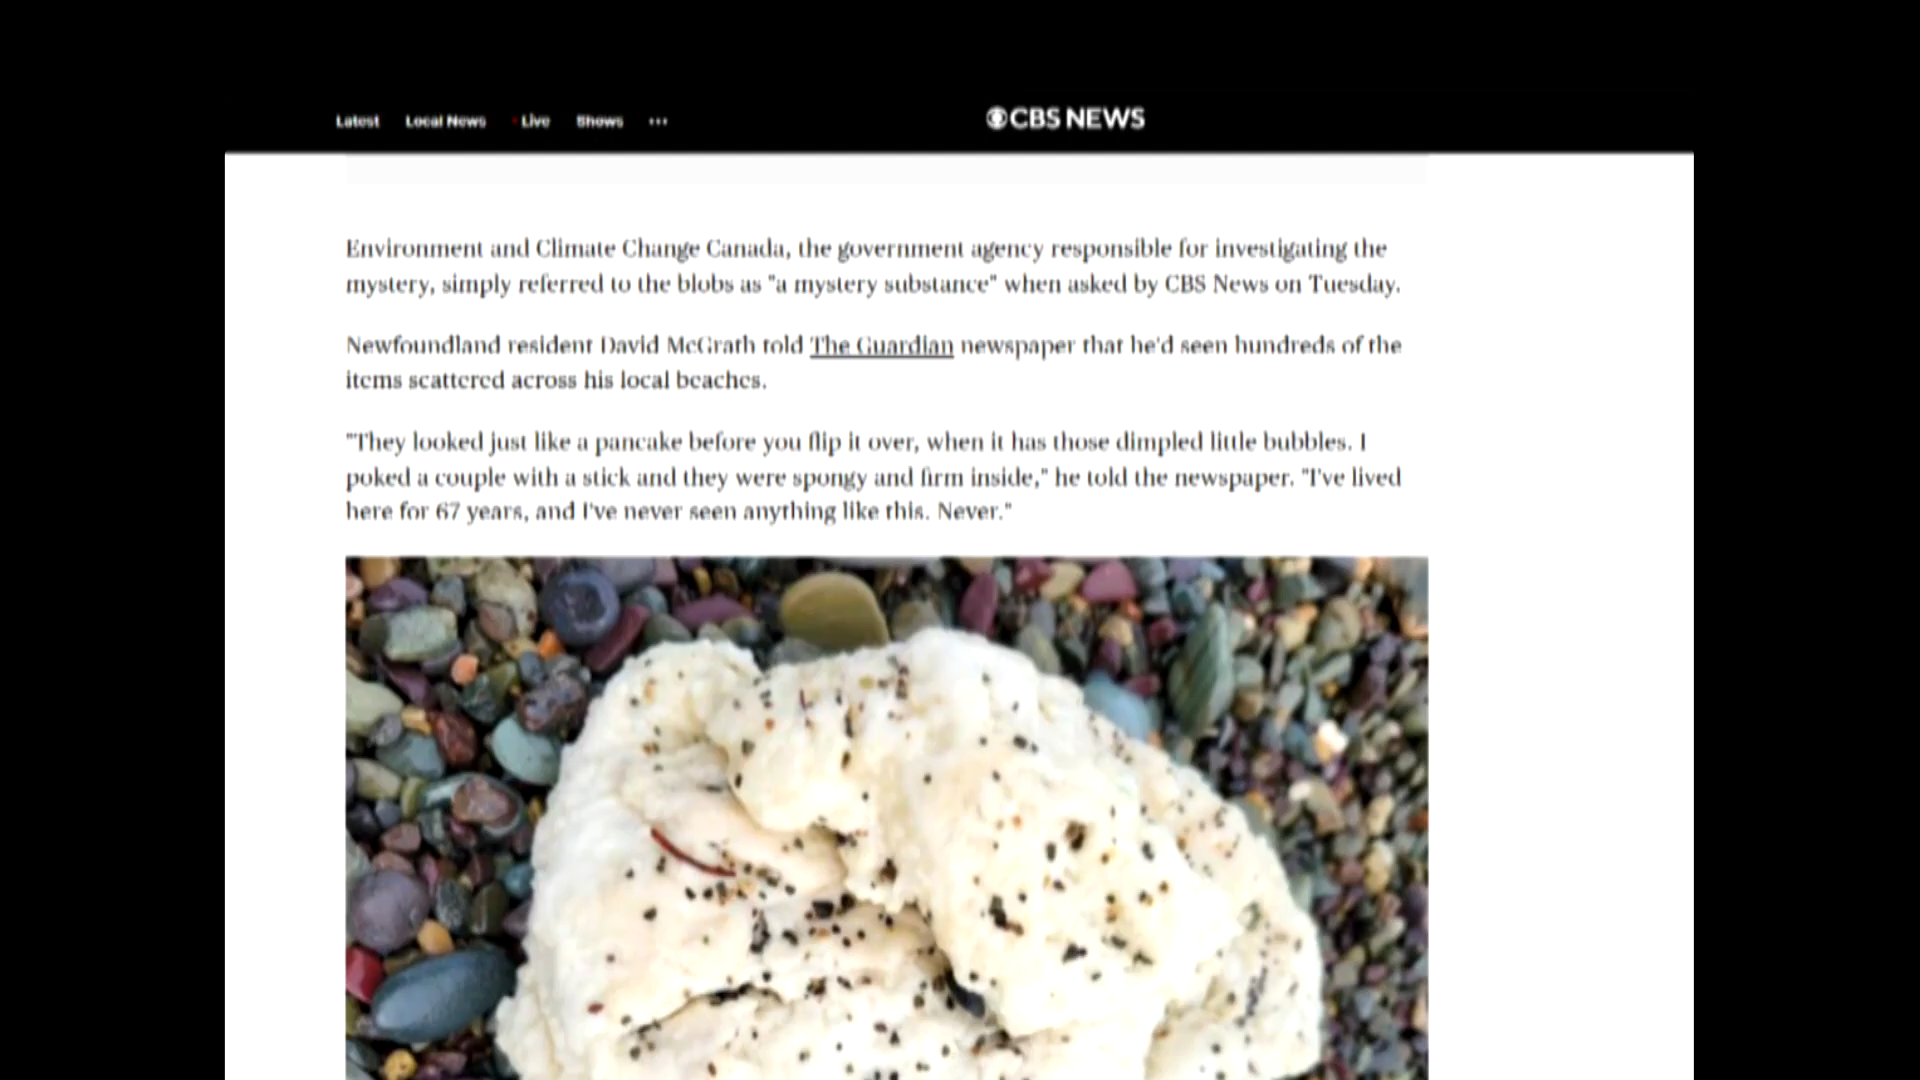 Latest Local News Live Shows ...
CBS NEWS
Environment and Climate Change Canada, the government agency responsible for investigating the
mystery, simply referred to the blobs as "a mystery substance" when asked by CBS News on Tuesday.
Newfoundland resident David McGrath told The Guardian newspaper that he'd seen hundreds of the
items scattered across his local beaches.
"They looked just like a pancake before you flip it over, when it has those dimpled little bubbles. I
poked a couple with a stick and they were spongy and firm inside," he told the newspaper. "I've lived
here for 67 years, and I've never seen anything like this. Never."